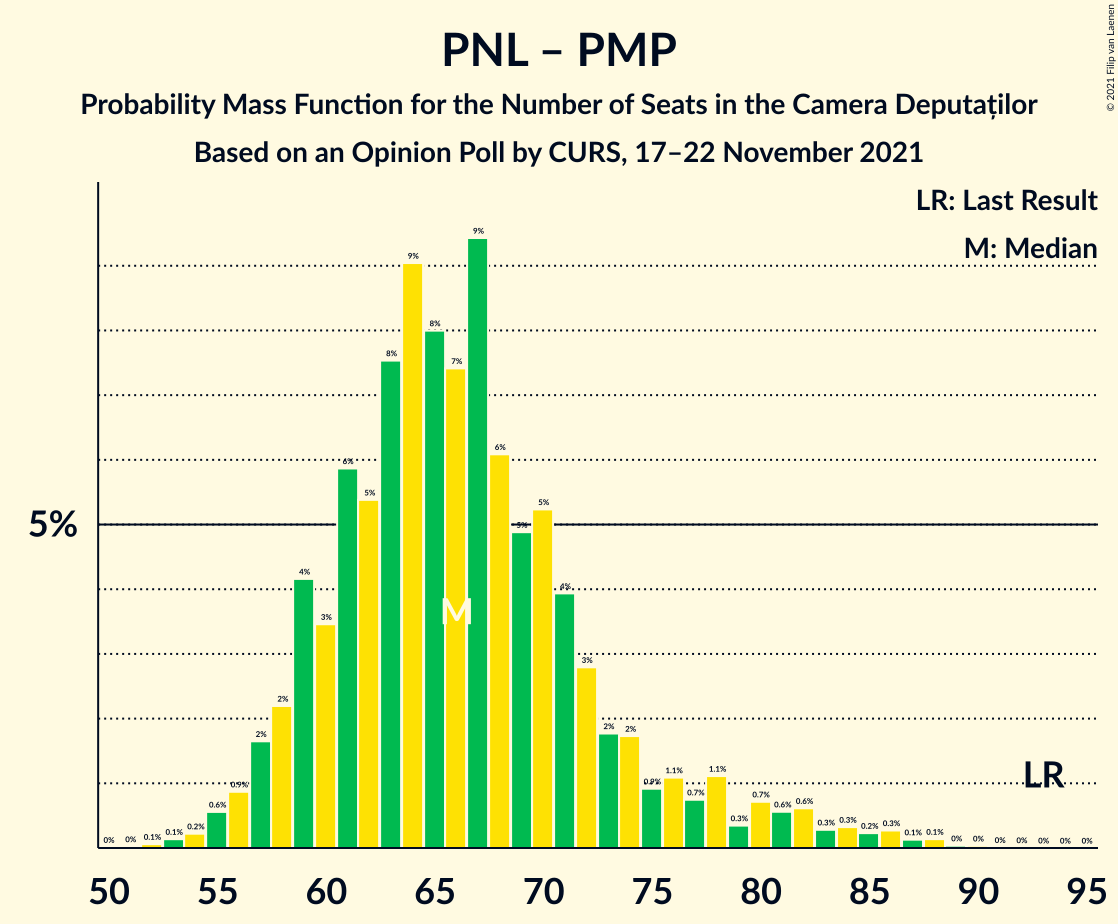 PNL – PMP
Probability Mass Function for the Number of Seats in the Camera Deputaților
Based on an Opinion Poll by CURS, 17–22 November 2021
© 2021 Filip van Laenen
LR: Last Result
M: Median
5%
0% 0% 0.1% 0.1% 0.2% 0.6% 0.9% 2% 2% 4% 3% 6% 5% 8% 9% 8% 7% 9% 6% 5% 5% 4% 3% 2% 2% 0.9% 1.1% 0.7% 1.1% 0.3% 0.7% 0.6% 0.6% 0.3% 0.3% 0.2% 0.3% 0.1% 0.1% 0% 0% 0% 0% 0% 0% 0%
M
LR
50 55 60 65 70 75 80 85 90 95